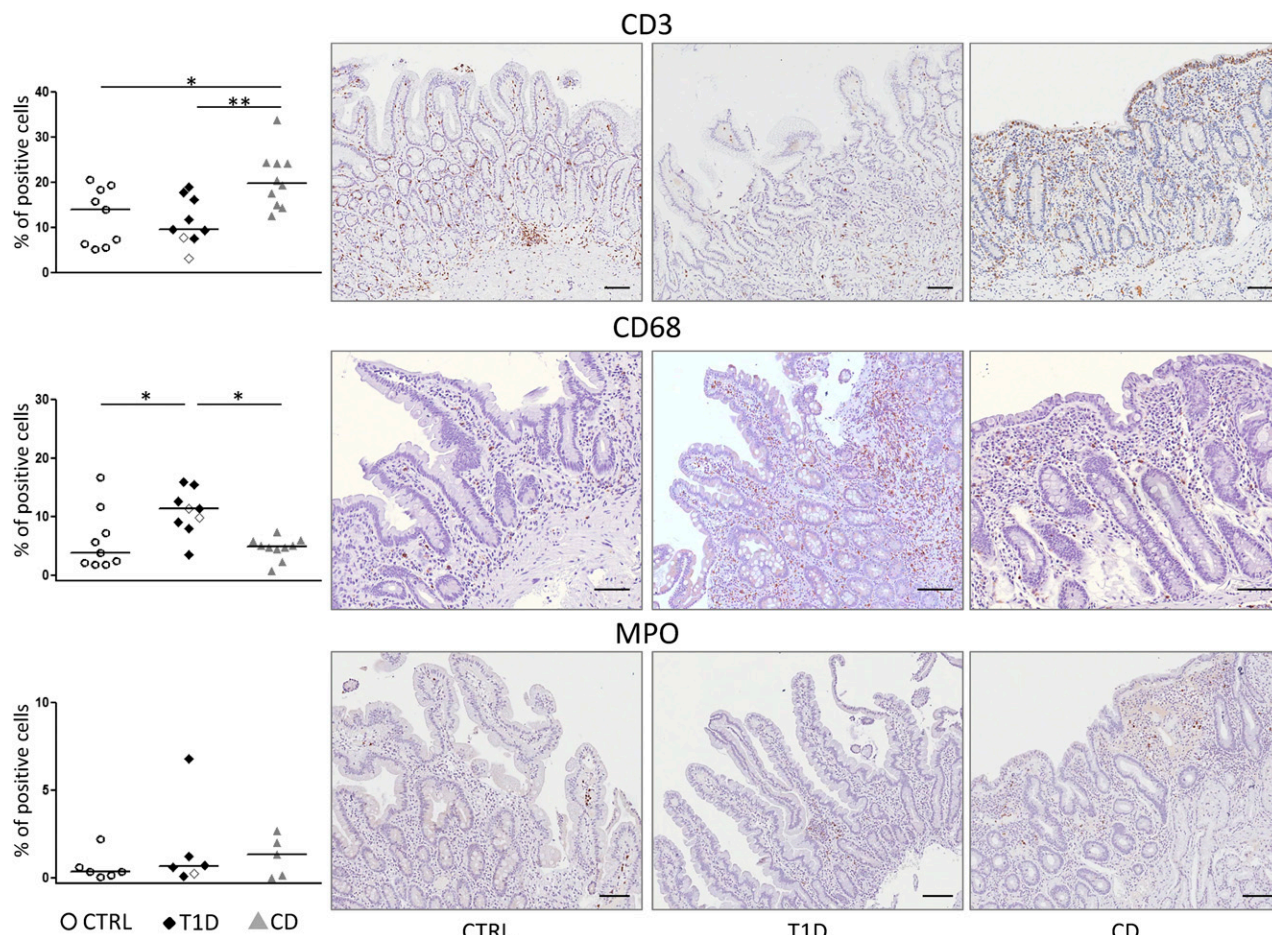 CD3
% of positive cells
* 
**
40
30
20
10
0
CD68
% of positive cells
* *
30
20
10
0
MPO
% of positive cells
10
5
0
CTRL T1D CD
CTRL T1D CD